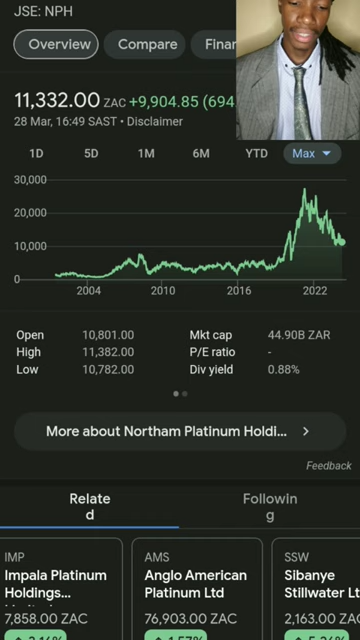 JSE: NPH
Overview
Compare
Finan
11,332.00 ZAC +9,904.85 (694
28 Mar, 16:49 SAST • Disclaimer
1D 5D 1M 6M YTD Max
30,000
20,000
10,000
0
2004 2010 2016 2022
Open 10,801.00 Mkt cap 44.90B ZAR
High 11,382.00 P/E ratio -
Low 10,782.00 Div yield 0.88%
More about Northam Platinum Holdi...
Feedback
Relate
d
Followin
g
IMP
Impala Platinum
Holdings...
7,858.00 ZAC
AMS
Anglo American
Platinum Ltd
76,903.00 ZAC
SSW
Sibanye
Stillwater Lt
2,163.00 ZAC